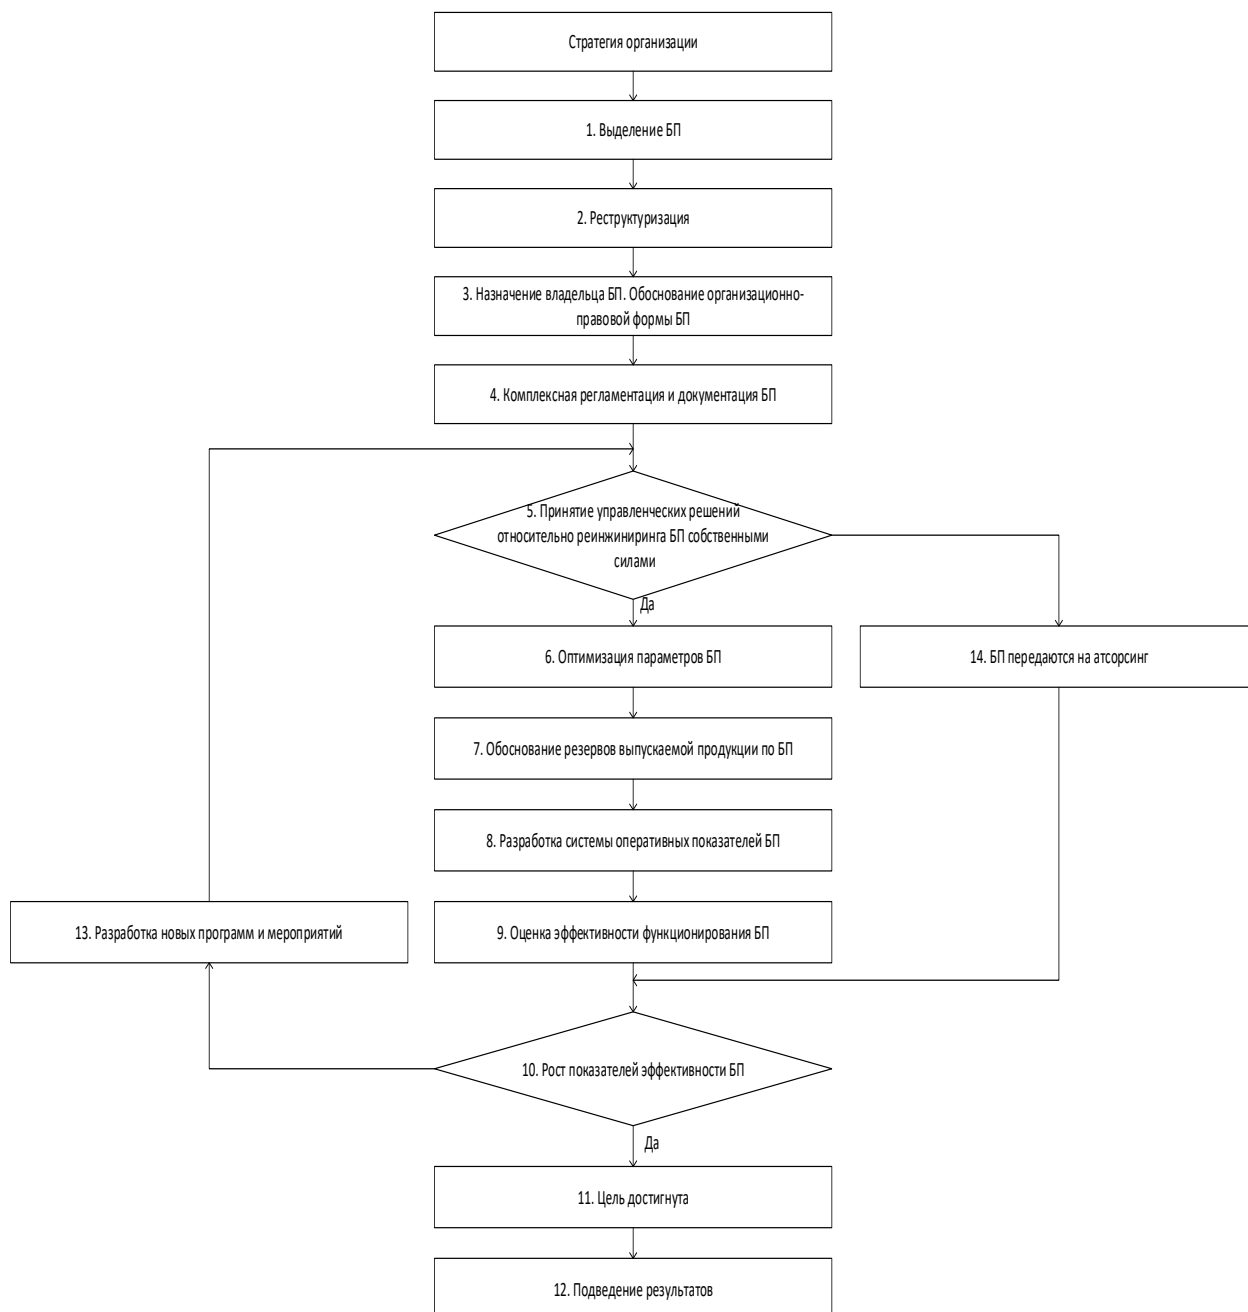 Стратегия организации
1. Выделение БП
2. Реструктуризация
3. Назначение владельца БП. Обоснование организационно-
правовой формы БП
4. Комплексная регламентация и документация БП
5. Принятие управленческих решений
относительно реинжиниринга БП собственными
силами
Да
6. Оптимизация параметров БП
14. БП передаются на атсорсинг
7. Обоснование резервов выпускаемой продукции по БП
8. Разработка системы оперативных показателей БП
13. Разработка новых программ и мероприятий
9. Оценка эффективности функционирования БП
10. Рост показателей эффективности БП
Да
11. Цель достигнута
12. Подведение результатов